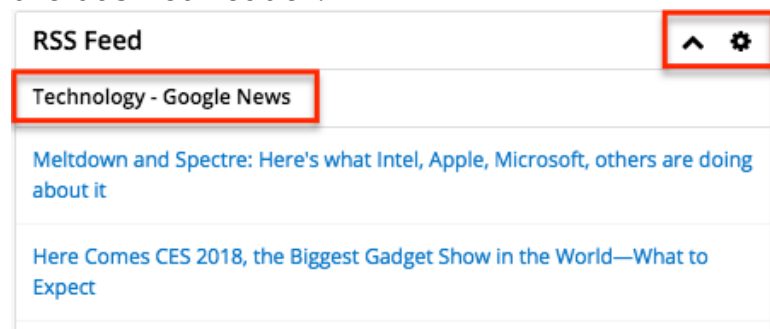 RSS Feed
Technology - Google News
Meltdown and Spectre: Here's what Intel, Apple, Microsoft, others are doing
about it
Here Comes CES 2018, the Biggest Gadget Show in the World—What to
Expect